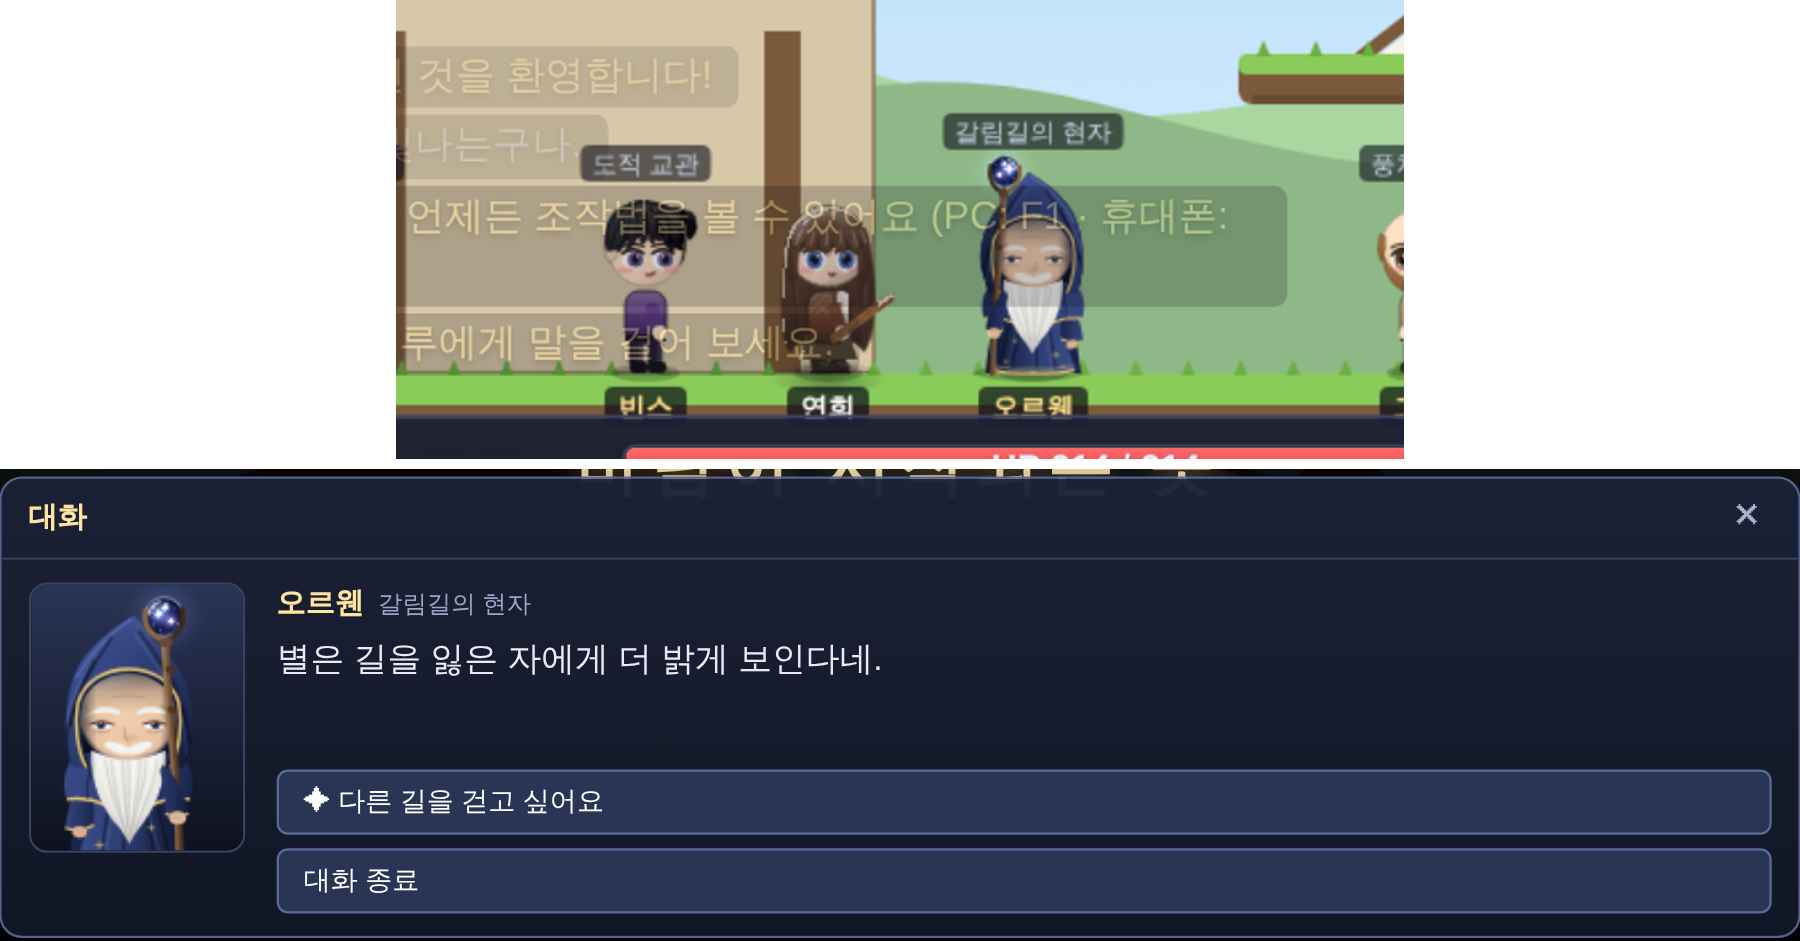 것을 환영합니다!
나는구나.
갈림길의 현자
도적 교관
언제든 조작법을 볼 수 있어요 (PC: F1 · 휴대폰:
루에게 말을 걸어 보세요.
빈스
연희
오르웬
HP 314 / 314
대화
✕
오르웬 갈림길의 현자
별은 길을 잃은 자에게 더 밝게 보인다네.
✦ 다른 길을 걷고 싶어요
대화 종료